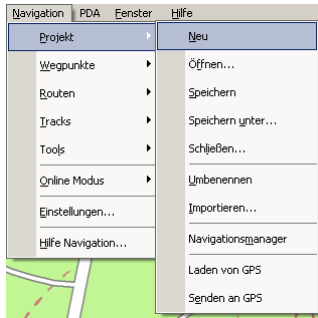 Navigation PDA Fenster Hilfe
Projekt
Wegpunkte
Routen
Tracks
Tools
Online Modus
Einstellungen...
Hilfe Navigation...
Neu
Öffnen...
Speichern
Speichern unter...
Schließen...
Umbenennen
Importieren...
Navigationsmanager
Laden von GPS
Senden an GPS